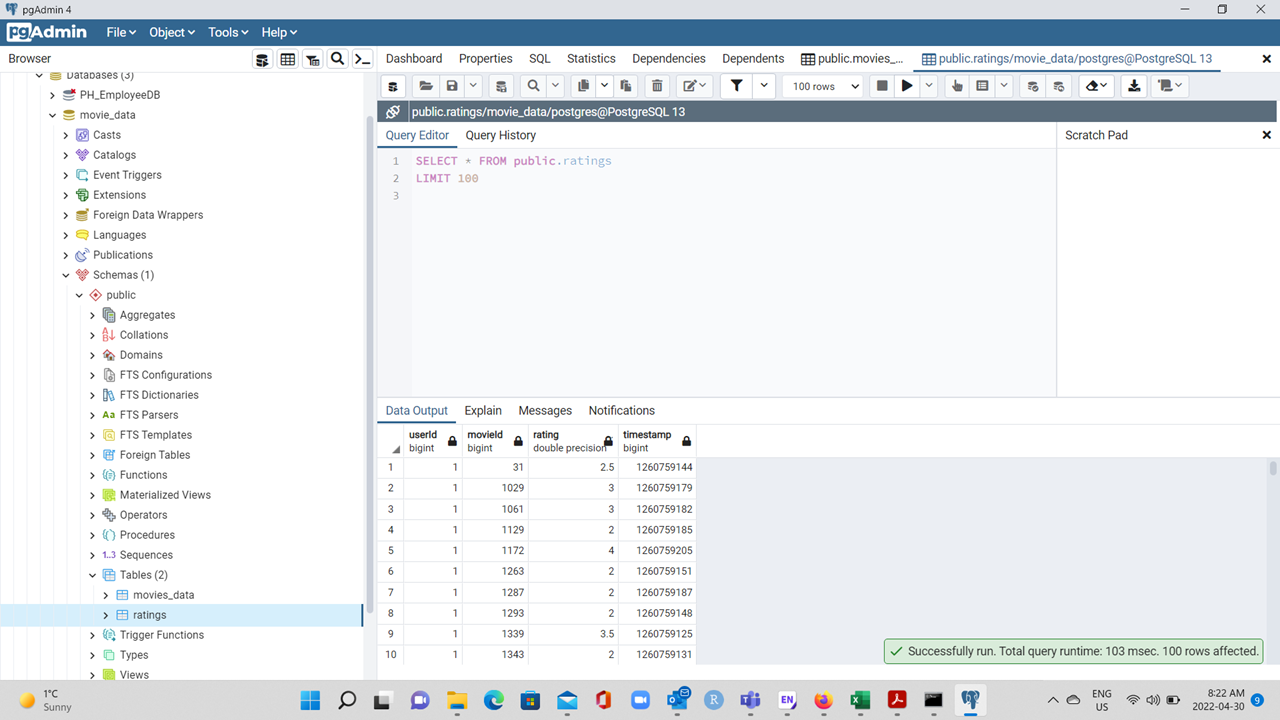 pgAdmin 4
pgAdmin File Object Tools Help
Browser
Dashboard Properties SQL Statistics Dependencies Dependents public.movies_... public.ratings/movie_data/postgres@PostgreSQL 13
100 rows
public.ratings/movie_data/postgres@PostgreSQL 13
Query Editor Query History
Scratch Pad
1 SELECT * FROM public.ratings
2 LIMIT 100
3
Databases (3)
PH_EmployeeDB
movie_data
Casts
Catalogs
Event Triggers
Extensions
Foreign Data Wrappers
Languages
Publications
Schemas (1)
public
Aggregates
Collations
Domains
FTS Configurations
FTS Dictionaries
Aa FTS Parsers
FTS Templates
Foreign Tables
Functions
Materialized Views
Operators
Procedures
1..3 Sequences
Tables (2)
movies_data
ratings
Trigger Functions
Types
Views
Data Output Explain Messages Notifications
userId movieId rating timestamp
bigint bigint double precision bigint
1 1 31 2.5 1260759144
2 1 1029 3 1260759179
3 1 1061 3 1260759182
4 1 1129 2 1260759185
5 1 1172 4 1260759205
6 1 1263 2 1260759151
7 1 1287 2 1260759187
8 1 1293 2 1260759148
9 1 1339 3.5 1260759125
10 1 1343 2 1260759131
Successfully run. Total query runtime: 103 msec. 100 rows affected.
1°C
Sunny
EN
R
ENG
US
8:22 AM
2022-04-30
9